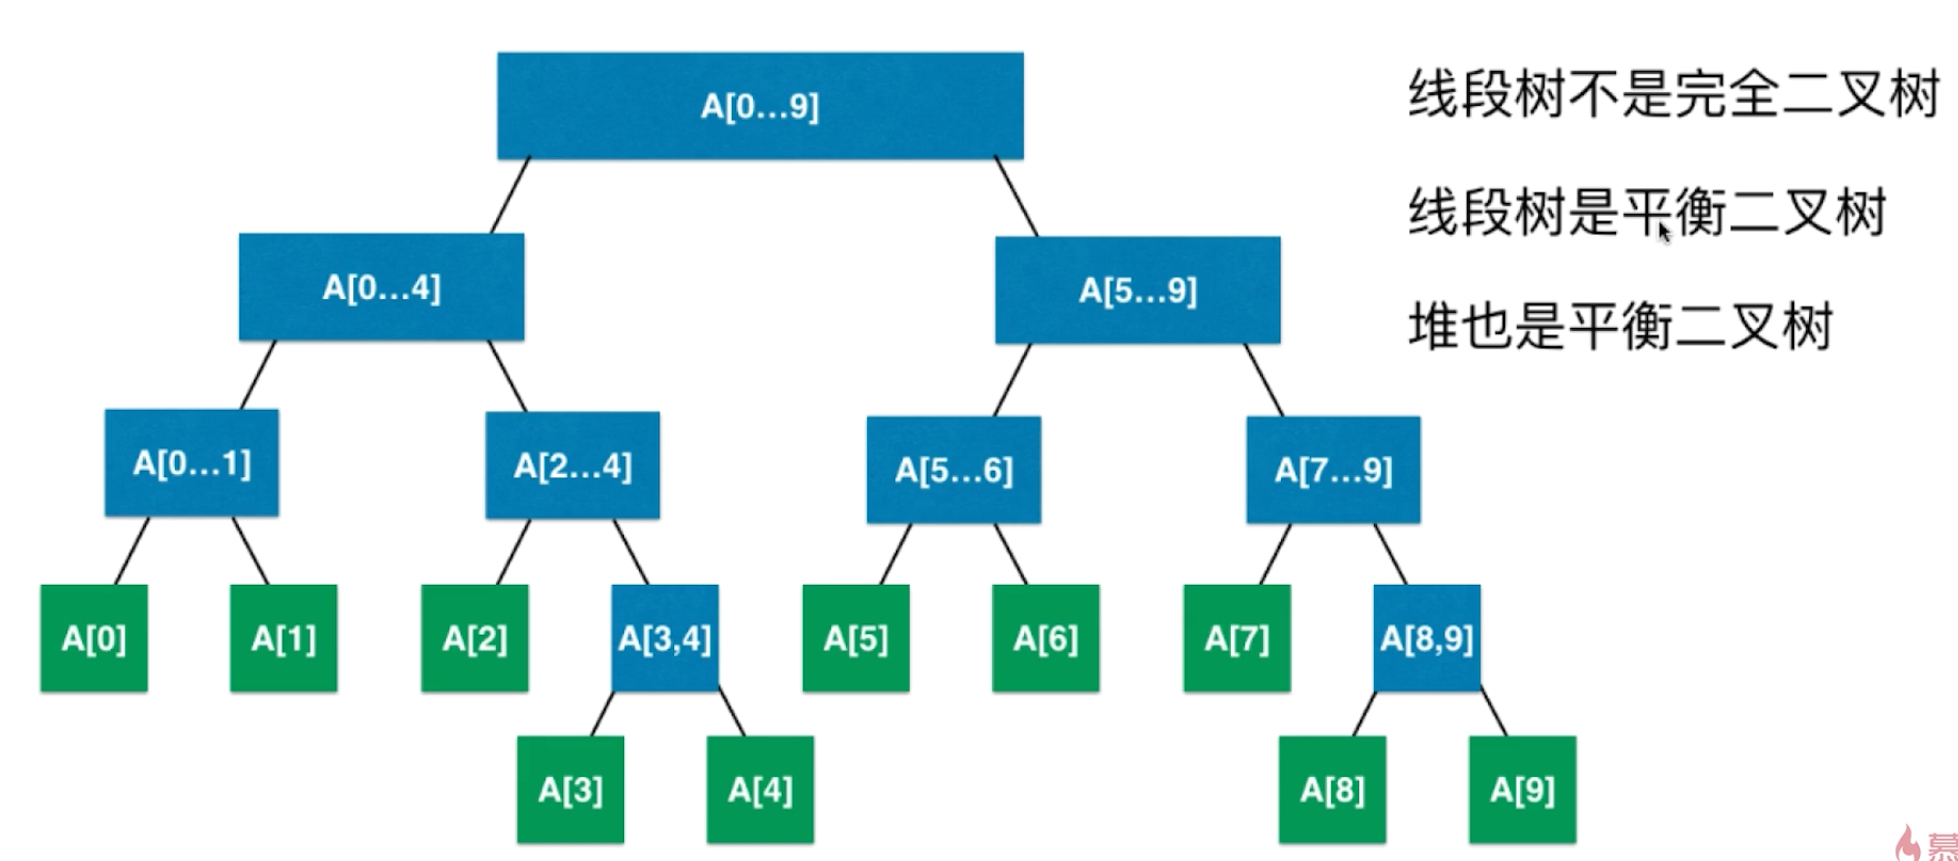 A[0...9]
线段树不是完全二叉树
线段树是平衡二叉树
A[0...4]
A[5...9]
堆也是平衡二叉树
A[0...1]
A[2...4]
A[5...6]
A[7...9]
A[0]
A[1]
A[2]
A[3,4]
A[5]
A[6]
A[7]
A[8,9]
A[3]
A[4]
A[8]
A[9]
慕